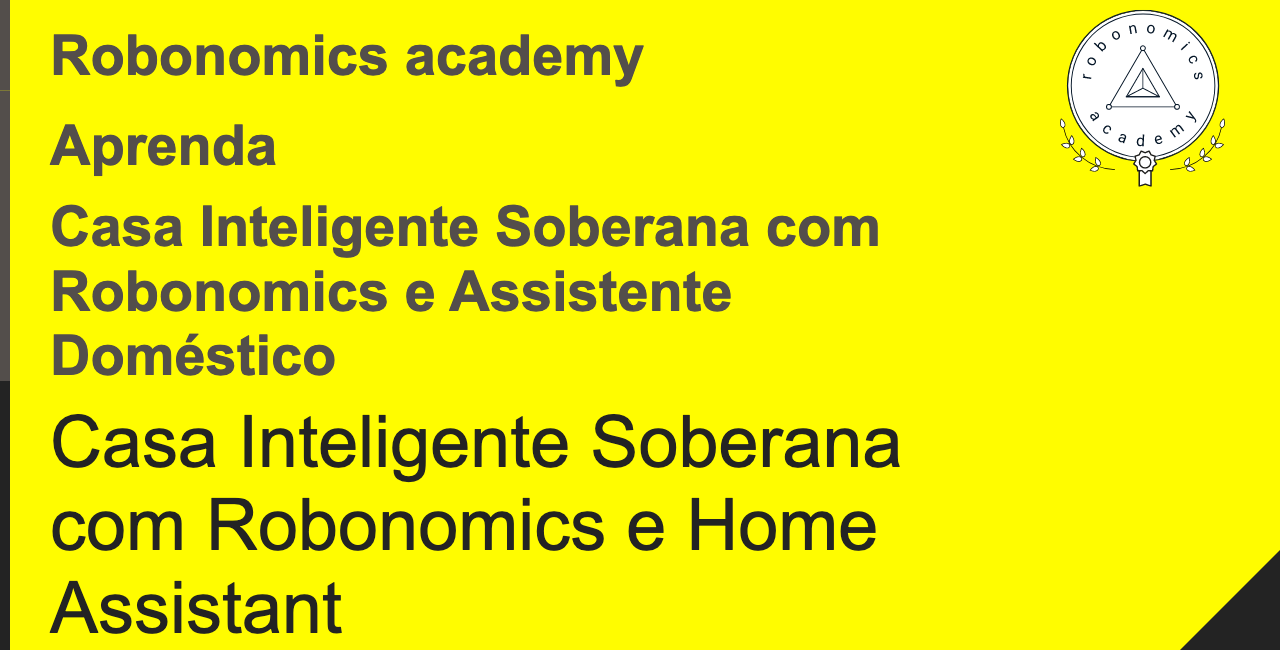 Robonomics academy
robonomics
academy
Aprenda
Casa Inteligente Soberana com
Robonomics e Assistente
Doméstico
Casa Inteligente Soberana
com Robonomics e Home
Assistant